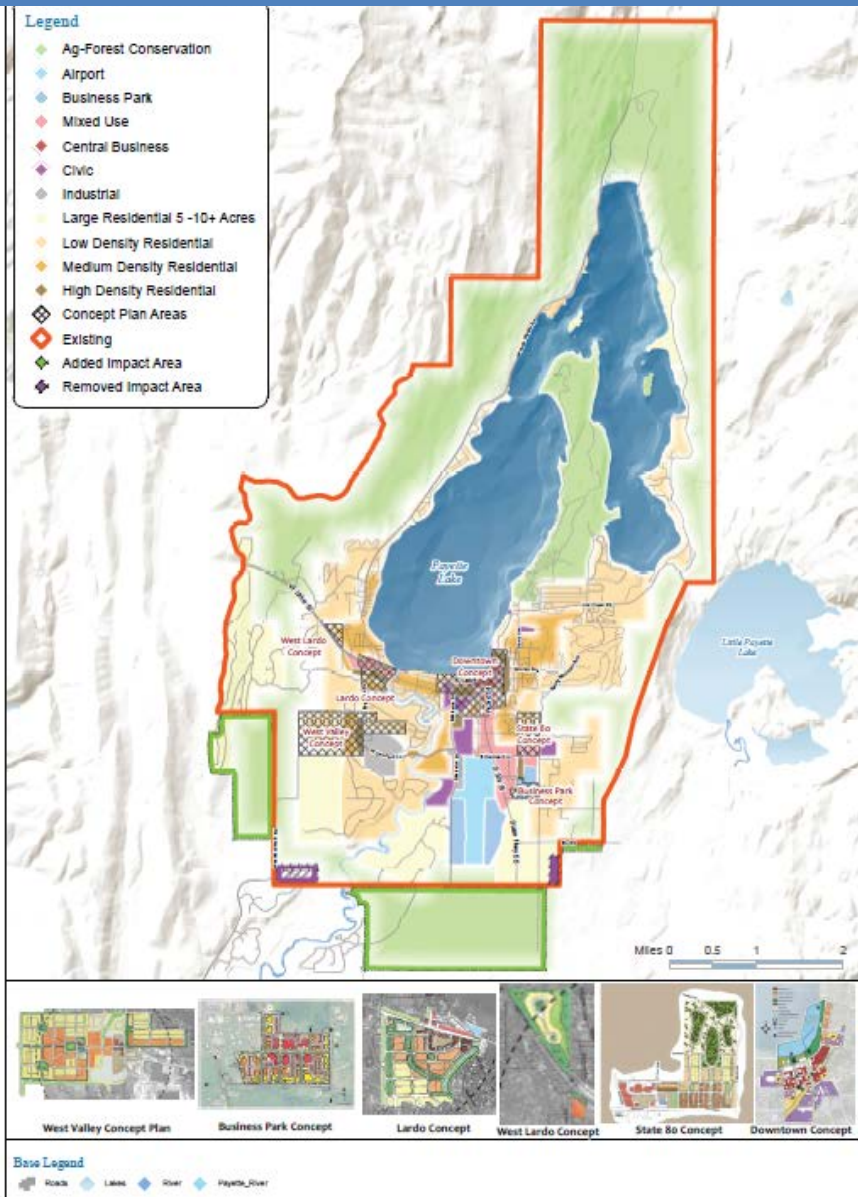 Legend
Ag-Forest Conservation
Airport
Business Park
Mixed Use
Central Business
Civic
Industrial
Large Residential 5 -10+ Acres
Low Density Residential
Medium Density Residential
High Density Residential
Concept Plan Areas
Existing
Added Impact Area
Removed Impact Area
Payette
Lake
Little Payette
Lake
West Lardo
Concept
Downtown
Concept
Lardo Concept
West Valley
Concept
State 80
Concept
Business Park
Concept
Miles 0 0.5 1 2
West Valley Concept Plan
Business Park Concept
Lardo Concept
West Lardo Concept
State 80 Concept
Downtown Concept
Base Legend
Roads Lakes River Payette_River